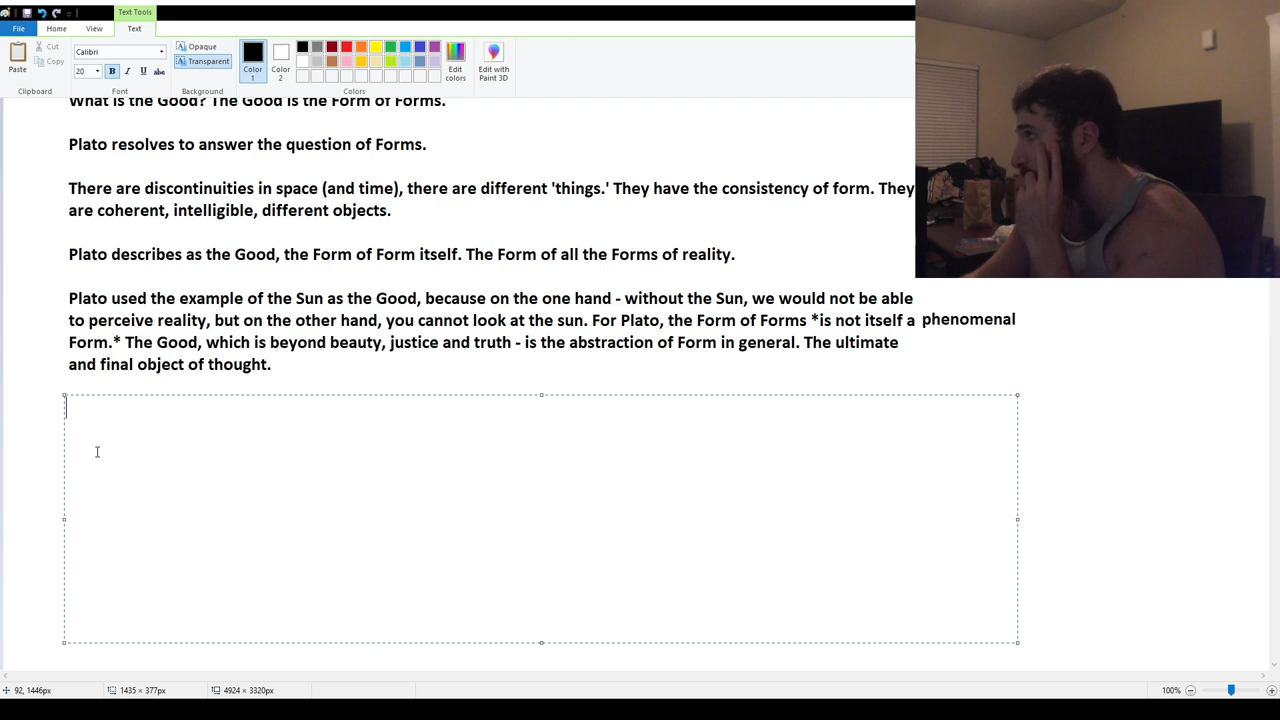 Text Tools
File Home View Text
Paste
Cut
Copy
Clipboard
Calibri
20 B I U abc
Font
Opaque
Transparent
Background
Color 1
Color 2
Colors
Edit colors
Edit with Paint 3D
What is the Good? The Good is the Form of Forms.
Plato resolves to answer the question of Forms.
There are discontinuities in space (and time), there are different 'things.' They have the consistency of form. They
are coherent, intelligible, different objects.
Plato describes as the Good, the Form of Form itself. The Form of all the Forms of reality.
Plato used the example of the Sun as the Good, because on the one hand - without the Sun, we would not be able
to perceive reality, but on the other hand, you cannot look at the sun. For Plato, the Form of Forms *is not itself a phenomenal
Form.* The Good, which is beyond beauty, justice and truth - is the abstraction of Form in general. The ultimate
and final object of thought.
92, 1446px 1435 × 377px 4924 × 3320px 100%